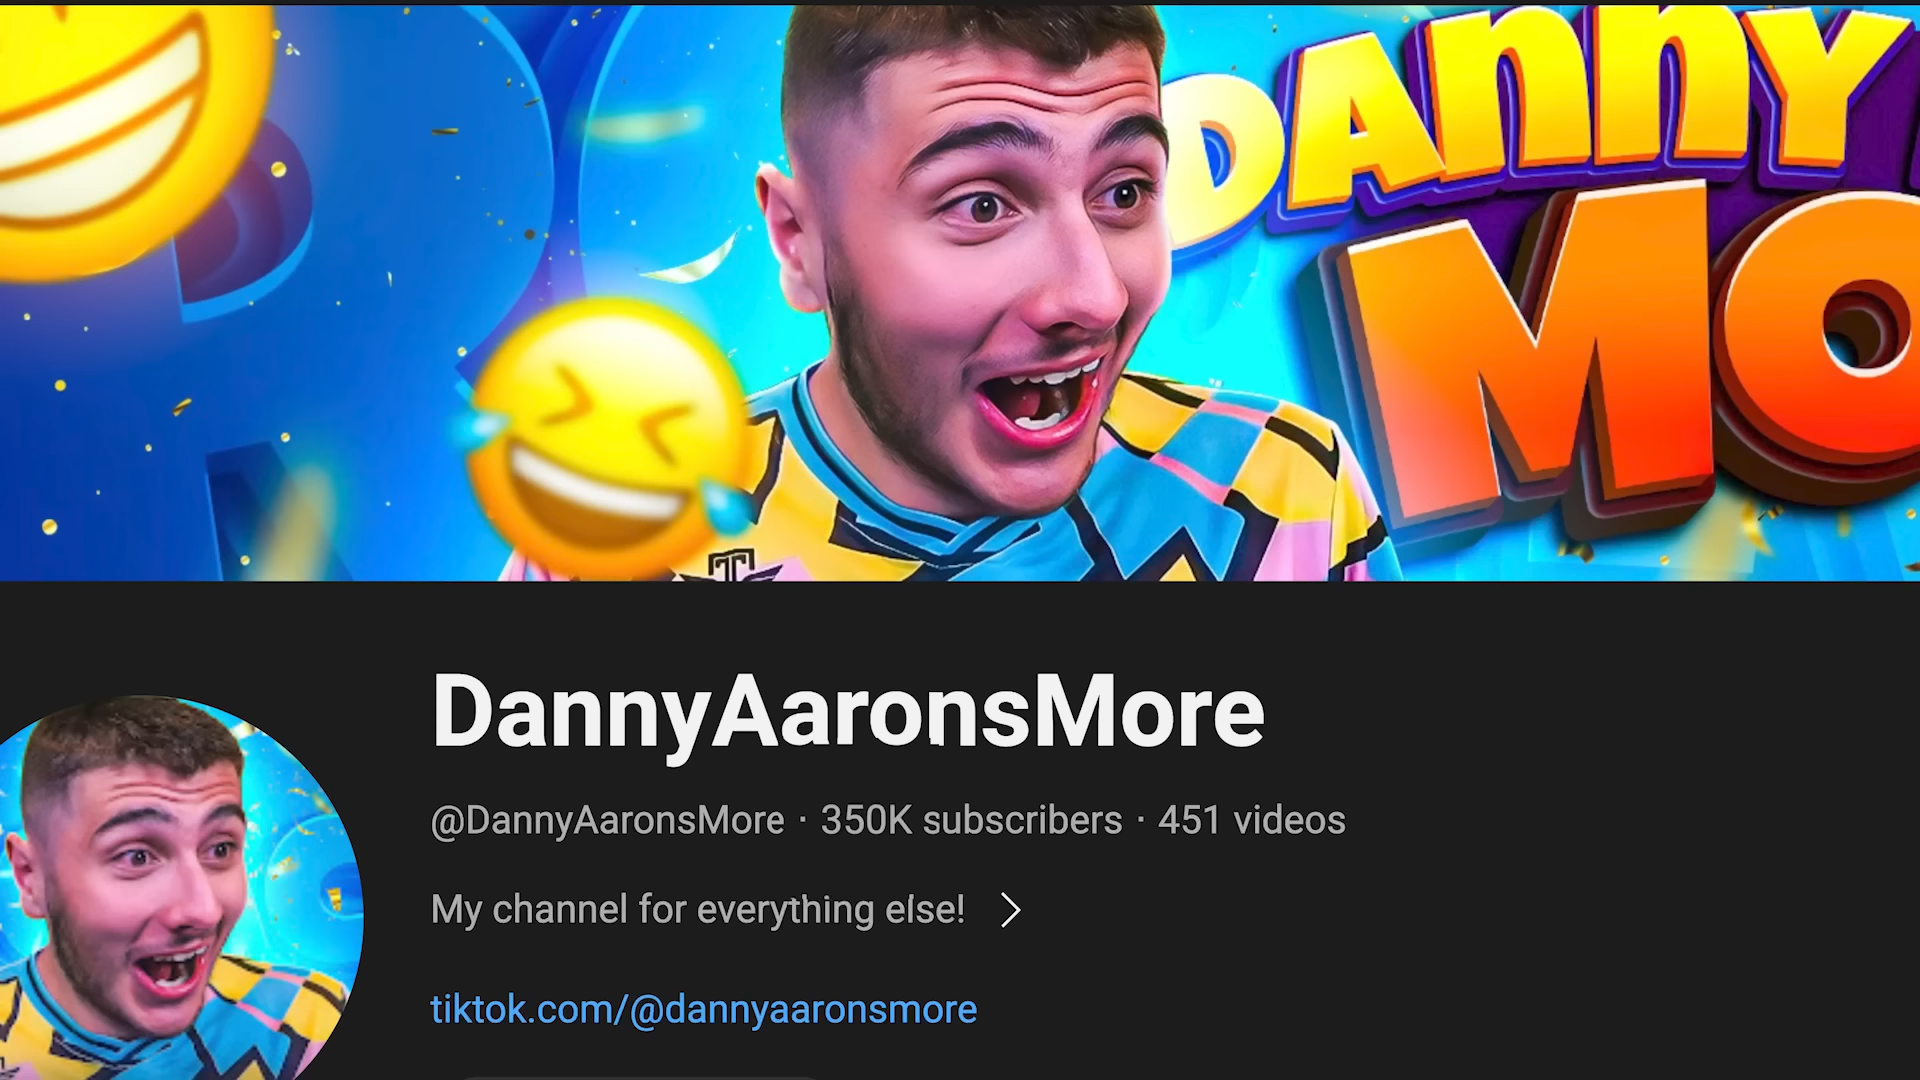 DANNY
MO
DannyAaronsMore
@DannyAaronsMore · 350K subscribers · 451 videos
My channel for everything else!
tiktok.com/@dannyaaronsmore